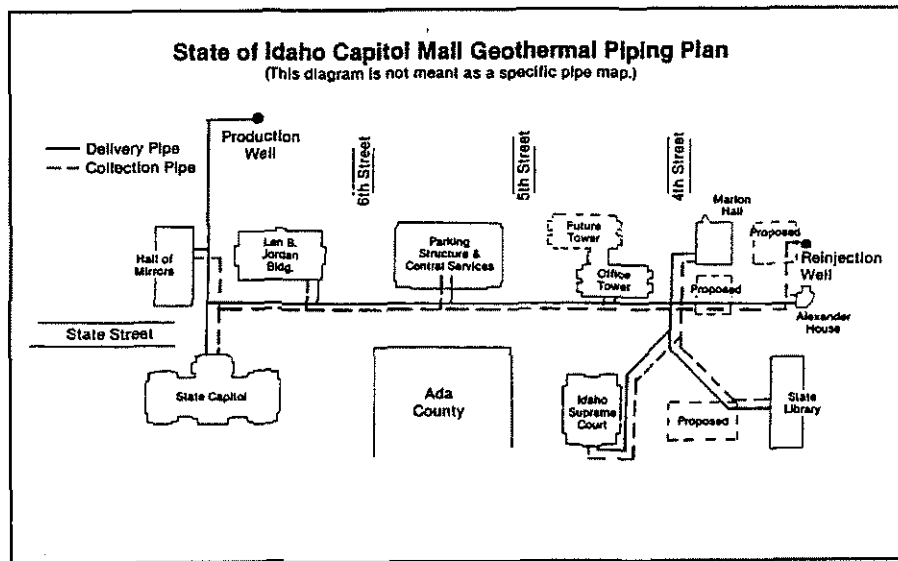 State of Idaho Capitol Mall Geothermal Piping Plan
(This diagram is not meant as a specific pipe map.)
Production
Well
Delivery Pipe
Collection Pipe
6th Street
5th Street
4th Street
Marion
Hall
Hall of
Mirrors
Len B.
Jordan
Bldg.
Parking
Structure &
Central Services
Future
Tower
Office
Tower
Proposed
Reinjection
Well
Proposed
Alexander
House
State Street
State Capitol
Ada
County
Idaho
Supreme
Court
Proposed
State
Library